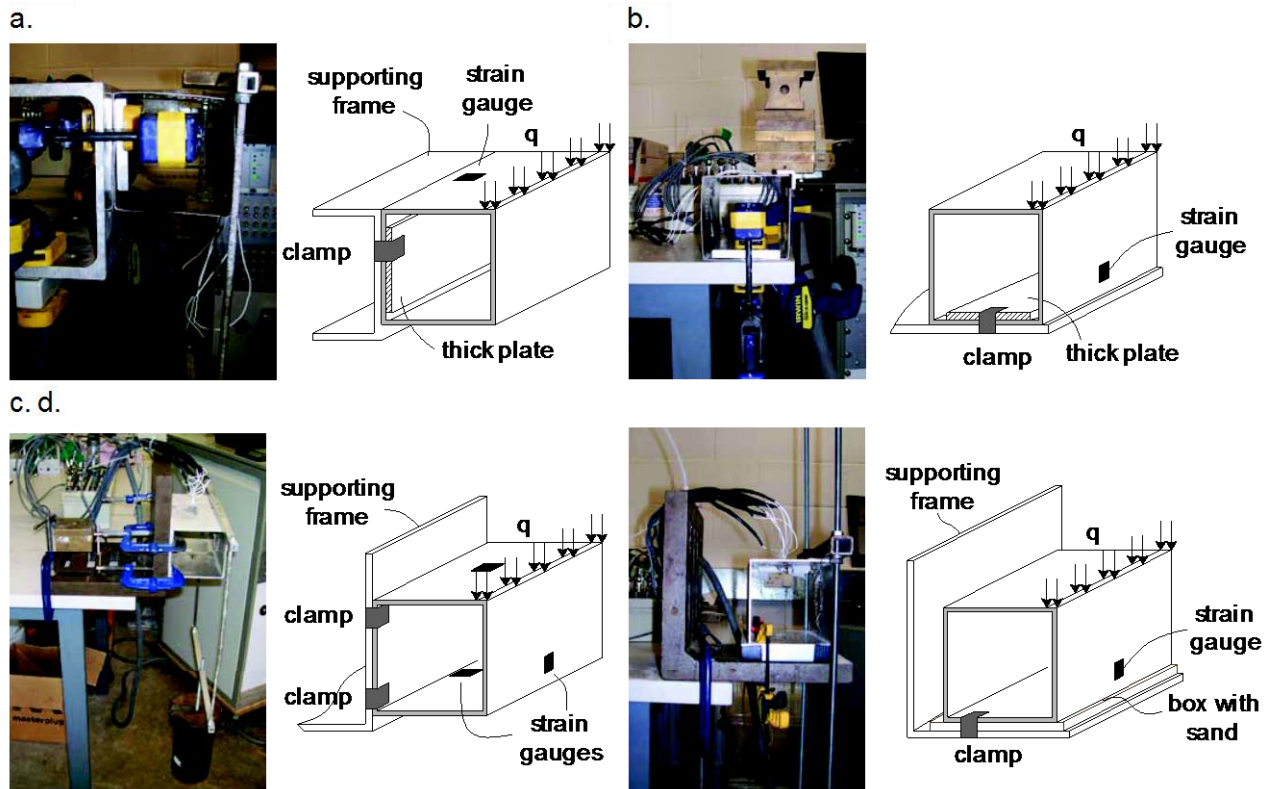 a.
b.
supporting
frame
strain
gauge
q
clamp
thick plate
q
strain
gauge
clamp
thick plate
IRWIN
c. d.
supporting
frame
q
clamp
clamp
strain
gauges
masterplug
supporting
frame
q
strain
gauge
box with
sand
clamp